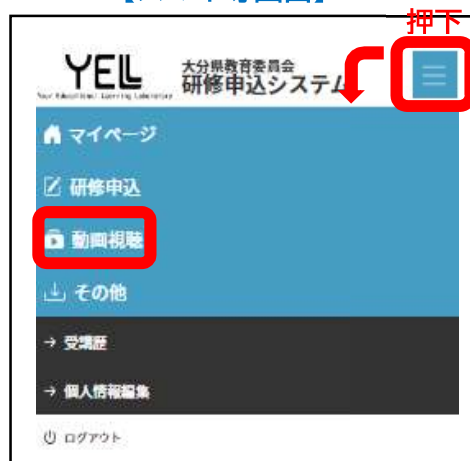 押下
YELL 大分県教育委員会
研修申込システム
マイページ
研修申込
動画視聴
その他
→ 受講歴
→ 個人情報編集
ログアウト